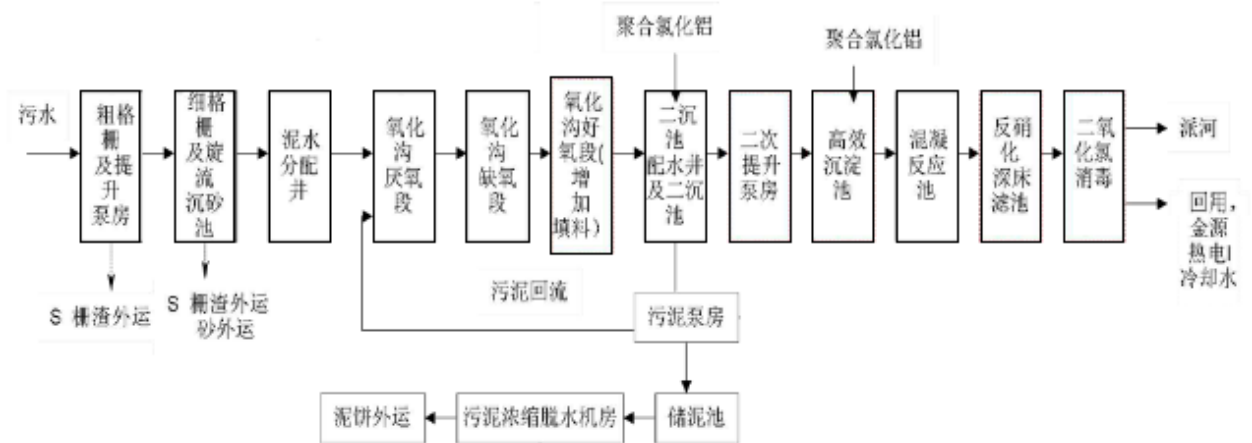 聚合氯化铝
聚合氯化铝
污水
粗格
栅
及提
升
泵房
细格
栅
及旋
流
沉砂
池
泥水
分配
井
氧化
沟
厌氧
段
氧化
沟
缺氧
段
氧化
沟好
氧段(
增
加
填料)
二沉
池
配水井
及二沉
池
二次
提升
泵房
高效
沉淀
池
混凝
反应
池
反硝
化
深床
滤池
二氧
化氯
消毒
派河
回用,
金源
热电I
冷却水
S 栅渣外运
S 栅渣外运
砂外运
污泥回流
污泥泵房
泥饼外运
污泥浓缩脱水机房
储泥池